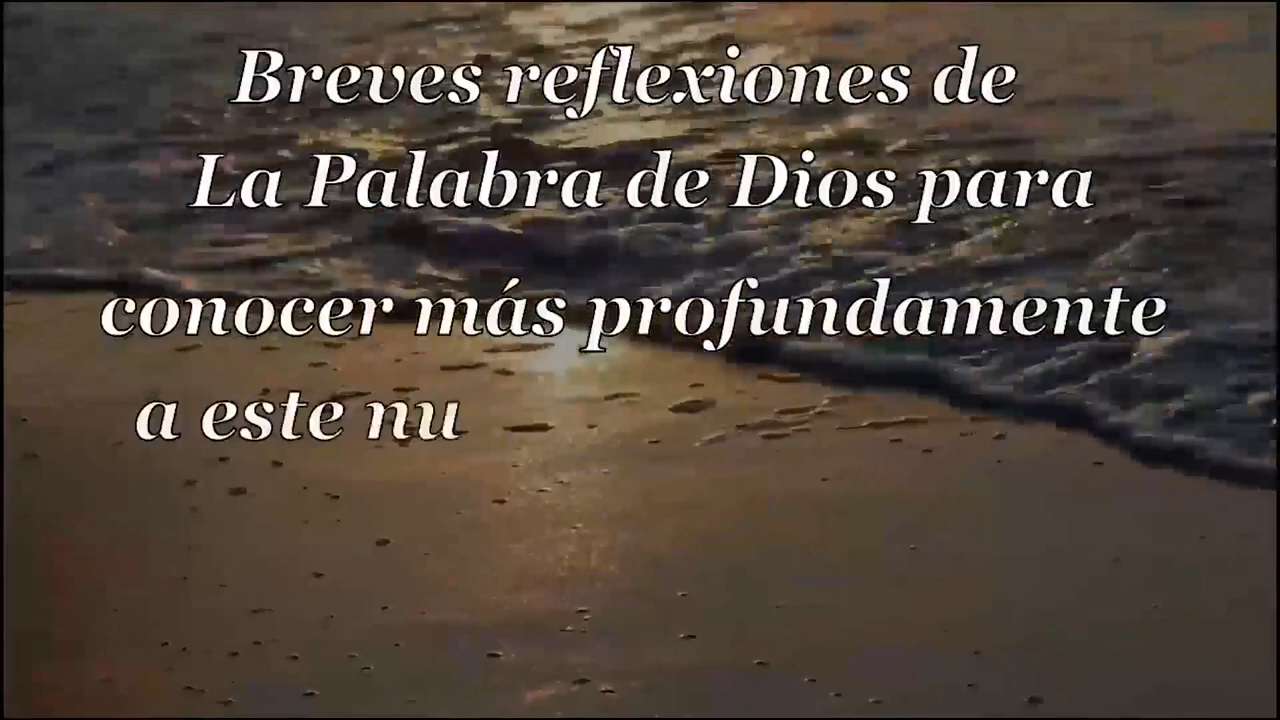 Breves reflexiones de
La Palabra de Dios para
conocer más profundamente
a este nu